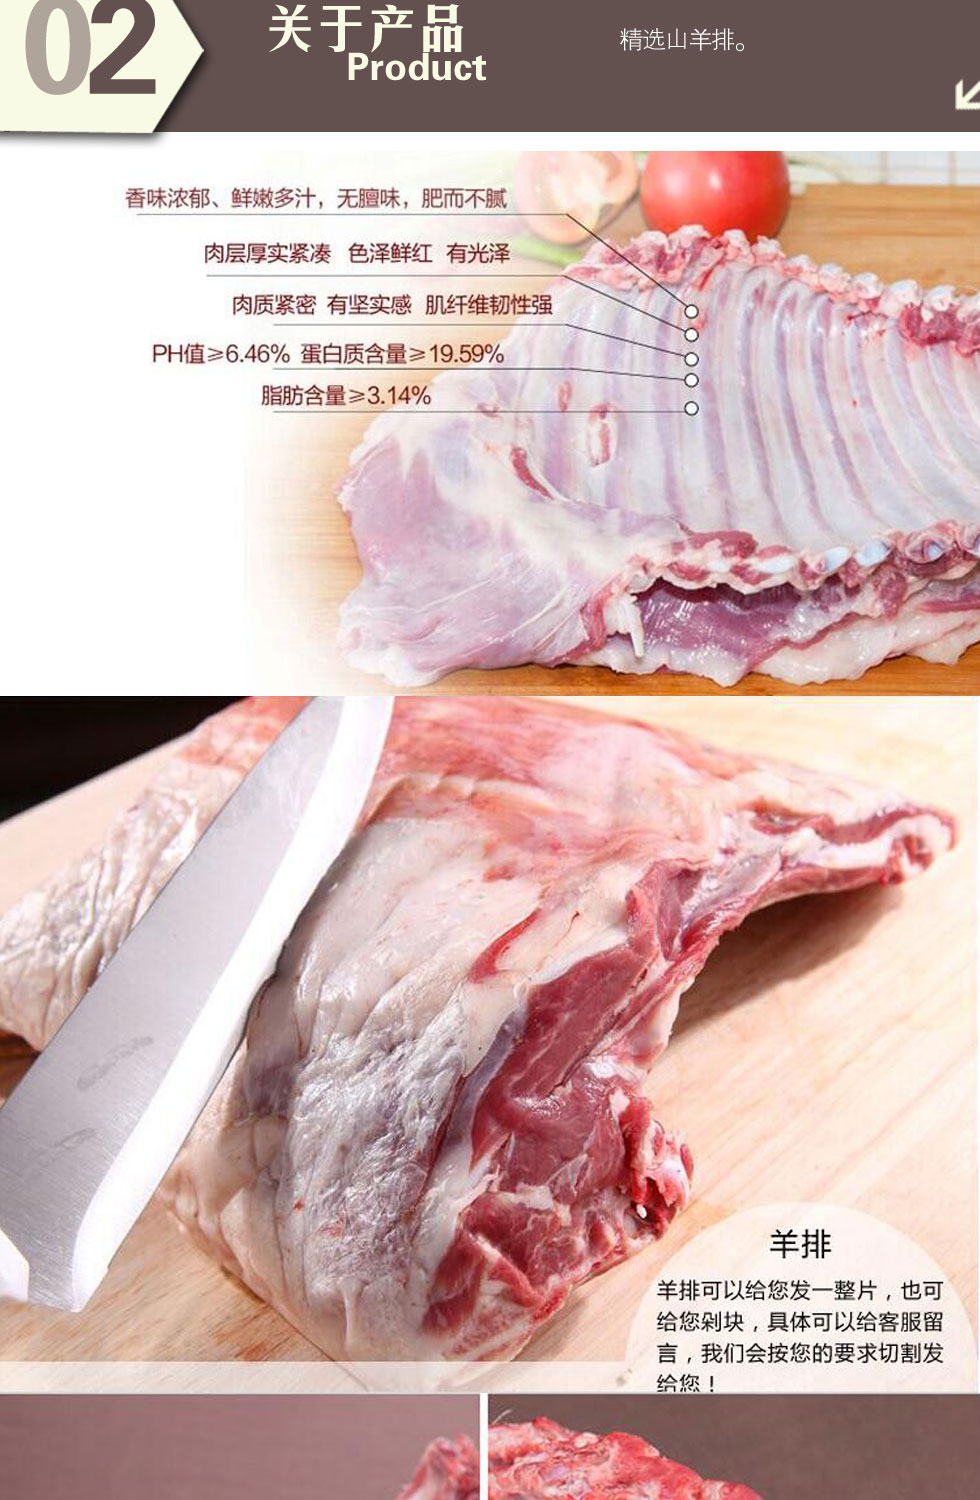 02
关于产品
Product
精选山羊排。
香味浓郁、鲜嫩多汁，无膻味，肥而不腻
肉层厚实紧凑 色泽鲜红 有光泽
肉质紧密 有坚实感 肌纤维韧性强
PH值≥6.46% 蛋白质含量≥19.59%
脂肪含量≥3.14%
羊排
羊排可以给您发一整片，也可
给您剁块，具体可以给客服留
言，我们会按您的要求切割发
给您！